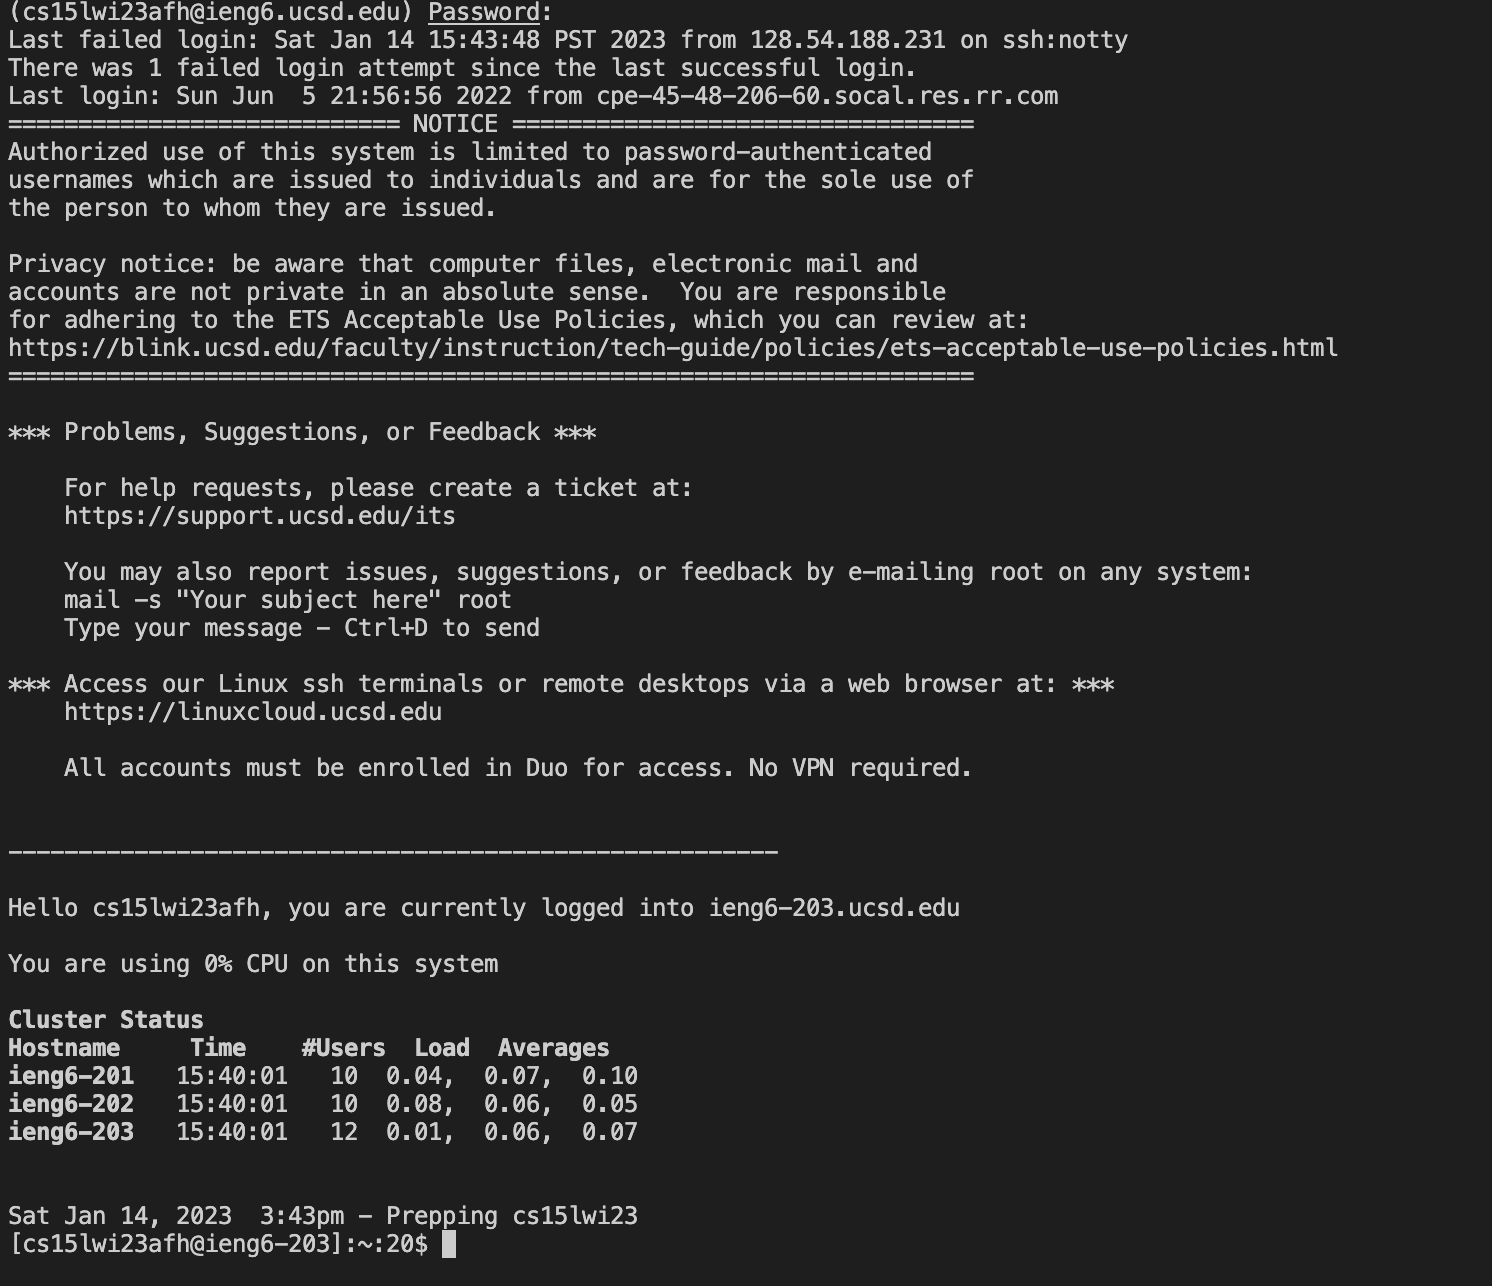 (cs15lwi23afh@ieng6.ucsd.edu) Password:
Last failed login: Sat Jan 14 15:43:48 PST 2023 from 128.54.188.231 on ssh:notty
There was 1 failed login attempt since the last successful login.
Last login: Sun Jun  5 21:56:56 2022 from cpe-45-48-206-60.socal.res.rr.com
============================ NOTICE =================================
Authorized use of this system is limited to password-authenticated
usernames which are issued to individuals and are for the sole use of
the person to whom they are issued.

Privacy notice: be aware that computer files, electronic mail and
accounts are not private in an absolute sense.  You are responsible
for adhering to the ETS Acceptable Use Policies, which you can review at:
https://blink.ucsd.edu/faculty/instruction/tech-guide/policies/ets-acceptable-use-policies.html
=====================================================================

*** Problems, Suggestions, or Feedback ***

    For help requests, please create a ticket at:
    https://support.ucsd.edu/its

    You may also report issues, suggestions, or feedback by e-mailing root on any system:
    mail -s "Your subject here" root
    Type your message - Ctrl+D to send

*** Access our Linux ssh terminals or remote desktops via a web browser at: ***
    https://linuxcloud.ucsd.edu

    All accounts must be enrolled in Duo for access. No VPN required.


-------------------------------------------------------

Hello cs15lwi23afh, you are currently logged into ieng6-203.ucsd.edu

You are using 0% CPU on this system

Cluster Status
Hostname     Time    #Users  Load  Averages
ieng6-201   15:40:01   10  0.04,  0.07,  0.10
ieng6-202   15:40:01   10  0.08,  0.06,  0.05
ieng6-203   15:40:01   12  0.01,  0.06,  0.07


Sat Jan 14, 2023  3:43pm - Prepping cs15lwi23
[cs15lwi23afh@ieng6-203]:~:20$